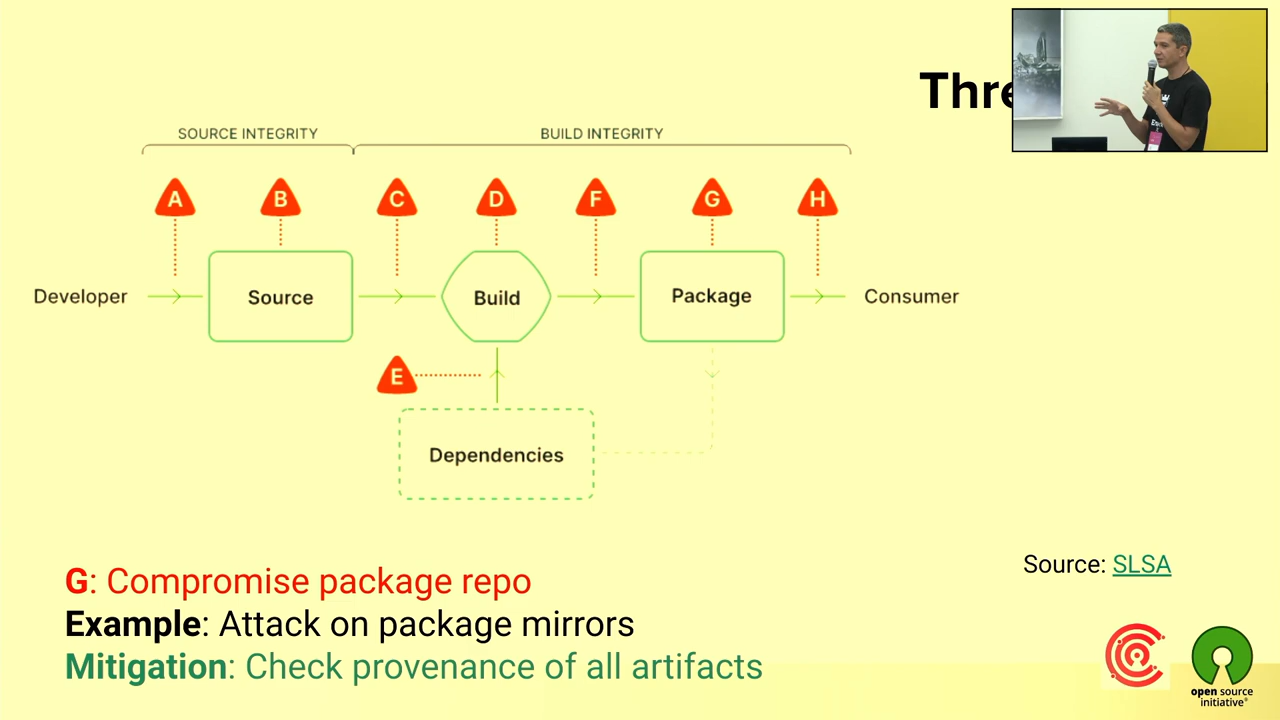 Thre
SOURCE INTEGRITY
BUILD INTEGRITY
A
B
C
D
F
G
H
Developer
Source
Build
Package
Consumer
E
Dependencies
Source: SLSA
G: Compromise package repo
Example: Attack on package mirrors
Mitigation: Check provenance of all artifacts
open source
initiative®